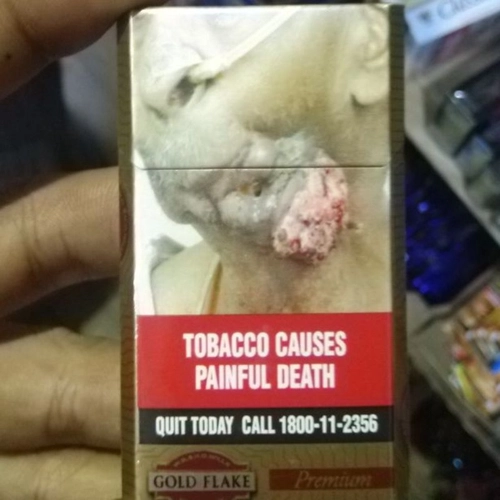 TOBACCO CAUSES
PAINFUL DEATH
QUIT TODAY CALL 1800-11-2356
GOLD FLAKE
Premium